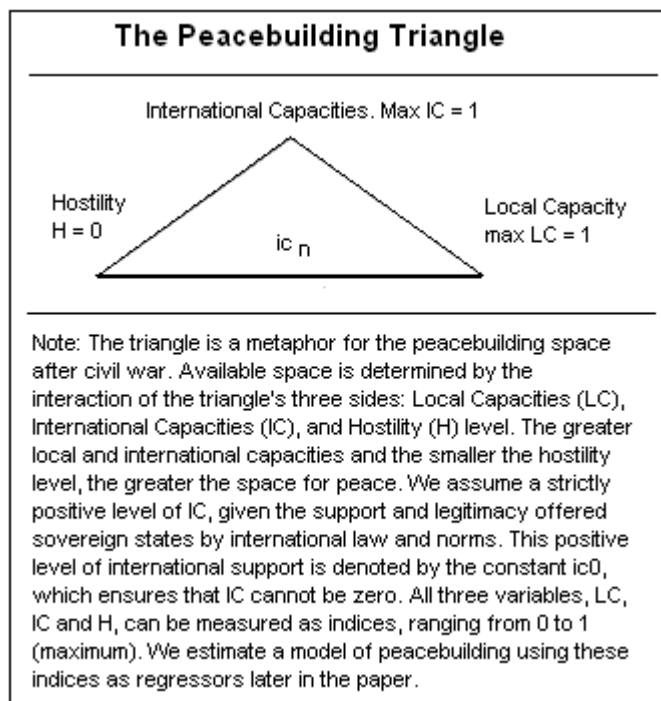 The Peacebuilding Triangle
International Capacities. Max IC = 1
Hostility
H = 0
Local Capacity
max LC = 1
ic n
Note: The triangle is a metaphor for the peacebuilding space
after civil war. Available space is determined by the
interaction of the triangle's three sides: Local Capacities (LC),
International Capacities (IC), and Hostility (H) level. The greater
local and international capacities and the smaller the hostility
level, the greater the space for peace. We assume a strictly
positive level of IC, given the support and legitimacy offered
sovereign states by international law and norms. This positive
level of international support is denoted by the constant ic0,
which ensures that IC cannot be zero. All three variables, LC,
IC and H, can be measured as indices, ranging from 0 to 1
(maximum). We estimate a model of peacebuilding using these
indices as regressors later in the paper.